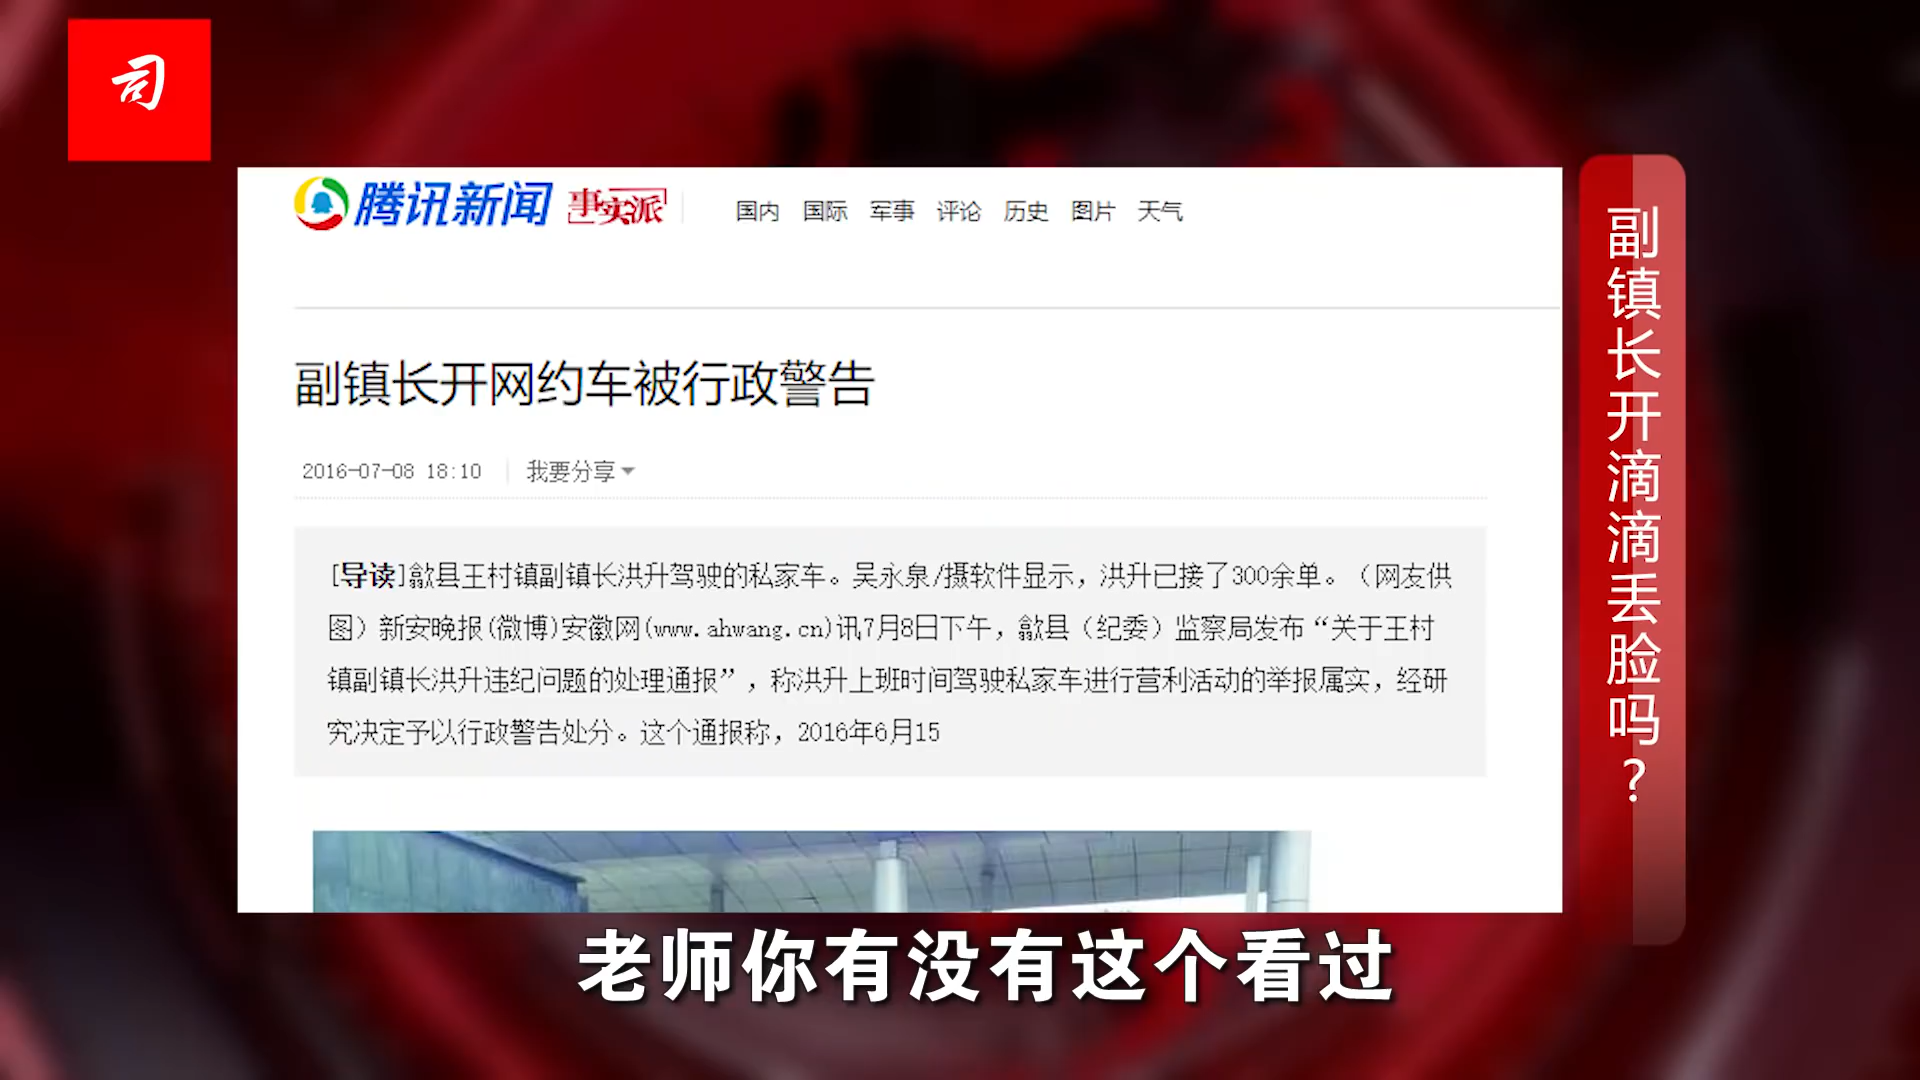 司
腾讯新闻 事实派 国内 国际 军事 评论 历史 图片 天气
副镇长开网约车被行政警告
2016-07-08 18:10 我要分享
[导读]歙县王村镇副镇长洪升驾驶的私家车。吴永泉/摄软件显示，洪升已接了300余单。（网友供
图）新安晚报(微博)安徽网(www.ahwang.cn)讯7月8日下午，歙县（纪委）监察局发布“关于王村
镇副镇长洪升违纪问题的处理通报”，称洪升上班时间驾驶私家车进行营利活动的举报属实，经研
究决定予以行政警告处分。这个通报称，2016年6月15
副镇长开滴滴丢脸吗？
老师你有没有这个看过